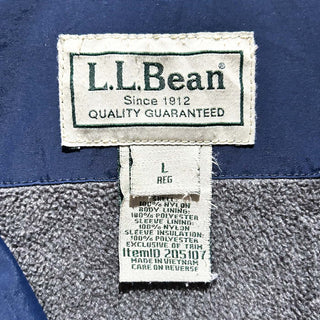 L.L.Bean®
Since 1912
QUALITY GUARANTEED
L
REG
100% NYLON
BODY LINING:
100% POLYESTER
SLEEVE LINING:
100% NYLON
SLEEVE INSULATION:
100% POLYESTER
EXCLUSIVE OF TRIM
ItemID 205107
MADE IN VIETNAM
CARE ON REVERSE